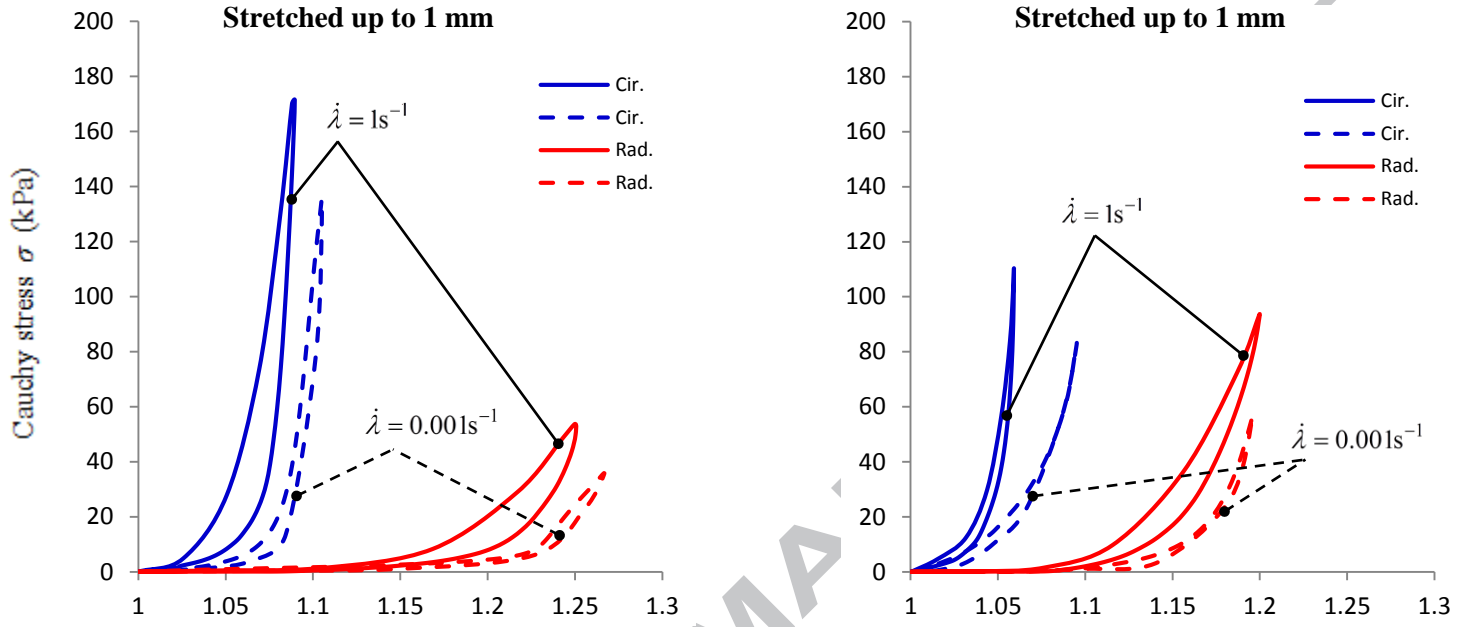 Stretched up to 1 mm
Cauchy stress σ (kPa)
200
180
160
140
120
100
80
60
40
20
0
1
1.05
1.1
1.15
1.2
1.25
1.3
Cir.
Cir.
Rad.
Rad.
λ̇ = 1s⁻¹
λ̇ = 0.001s⁻¹
Stretched up to 1 mm
200
180
160
140
120
100
80
60
40
20
0
1
1.05
1.1
1.15
1.2
1.25
1.3
Cir.
Cir.
Rad.
Rad.
λ̇ = 1s⁻¹
λ̇ = 0.001s⁻¹
MA